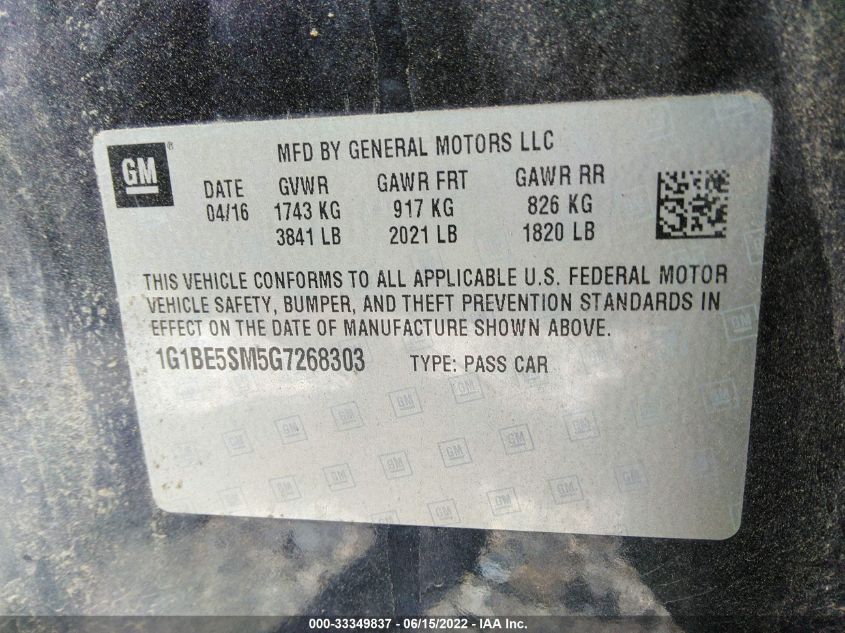 GM ®
MFD BY GENERAL MOTORS LLC
DATE GVWR GAWR FRT GAWR RR
04/16 1743 KG 917 KG 826 KG
3841 LB 2021 LB 1820 LB
THIS VEHICLE CONFORMS TO ALL APPLICABLE U.S. FEDERAL MOTOR
VEHICLE SAFETY, BUMPER, AND THEFT PREVENTION STANDARDS IN
EFFECT ON THE DATE OF MANUFACTURE SHOWN ABOVE.
1G1BE5SM5G7268303 TYPE: PASS CAR
000-33349837 - 06/15/2022 - IAA Inc.